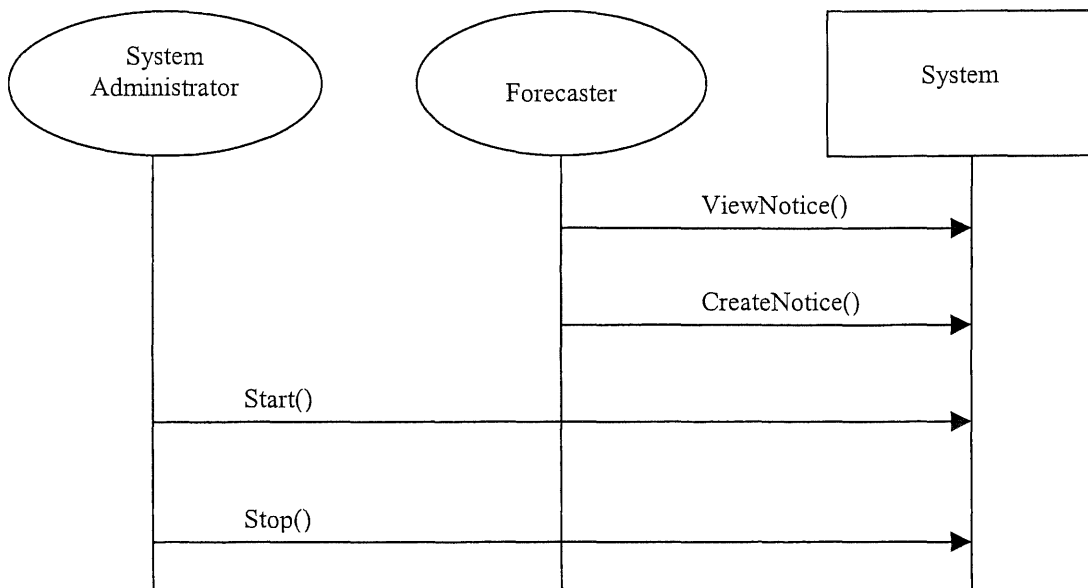 System
Administrator
Forecaster
System
ViewNotice()
CreateNotice()
Start()
Stop()